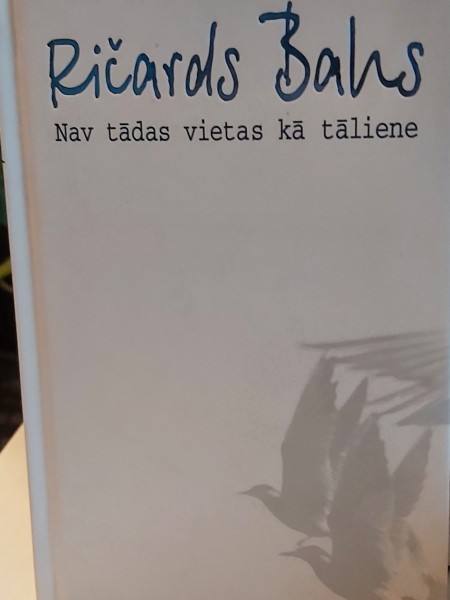 Ričards Bahs
Nav tādas vietas kā tāliene